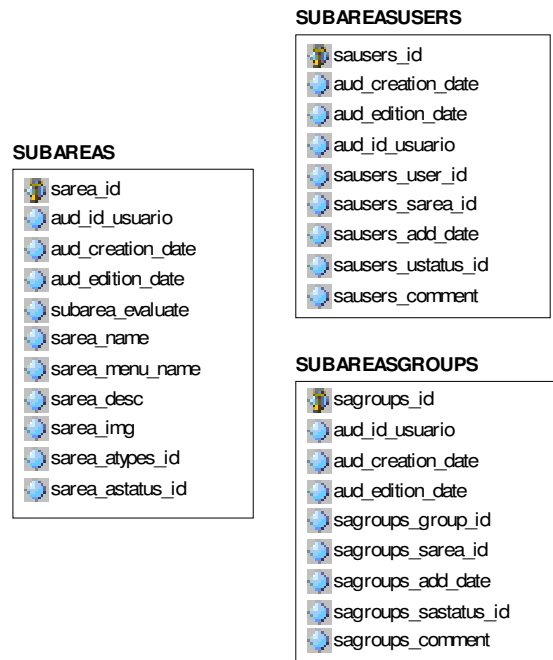 SUBAREAS
sarea_id
aud_id_usuario
aud_creation_date
aud_edition_date
subarea_evaluate
sarea_name
sarea_menu_name
sarea_desc
sarea_img
sarea_atypes_id
sarea_astatus_id
SUBAREASUSERS
sausers_id
aud_creation_date
aud_edition_date
aud_id_usuario
sausers_user_id
sausers_sarea_id
sausers_add_date
sausers_ustatus_id
sausers_comment
SUBAREASGROUPS
sagroups_id
aud_id_usuario
aud_creation_date
aud_edition_date
sagroups_group_id
sagroups_sarea_id
sagroups_add_date
sagroups_sastatus_id
sagroups_comment